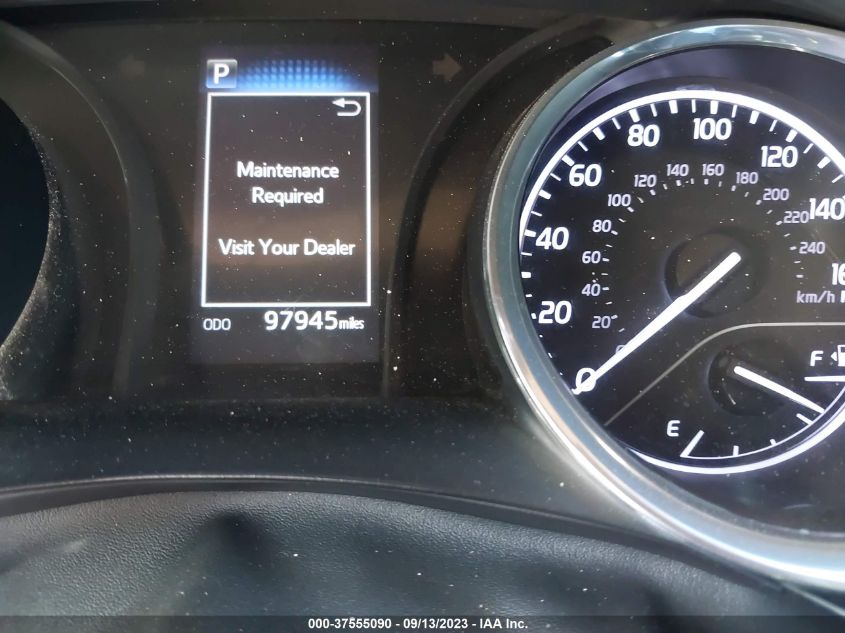 P
Maintenance
Required
Visit Your Dealer
ODO 97945 miles
0 20 40 60 80 100 120 140
20 40 60 80 100 120 140 160 180 200 220 240
km/h
E F
000-37555090 - 09/13/2023 - IAA Inc.